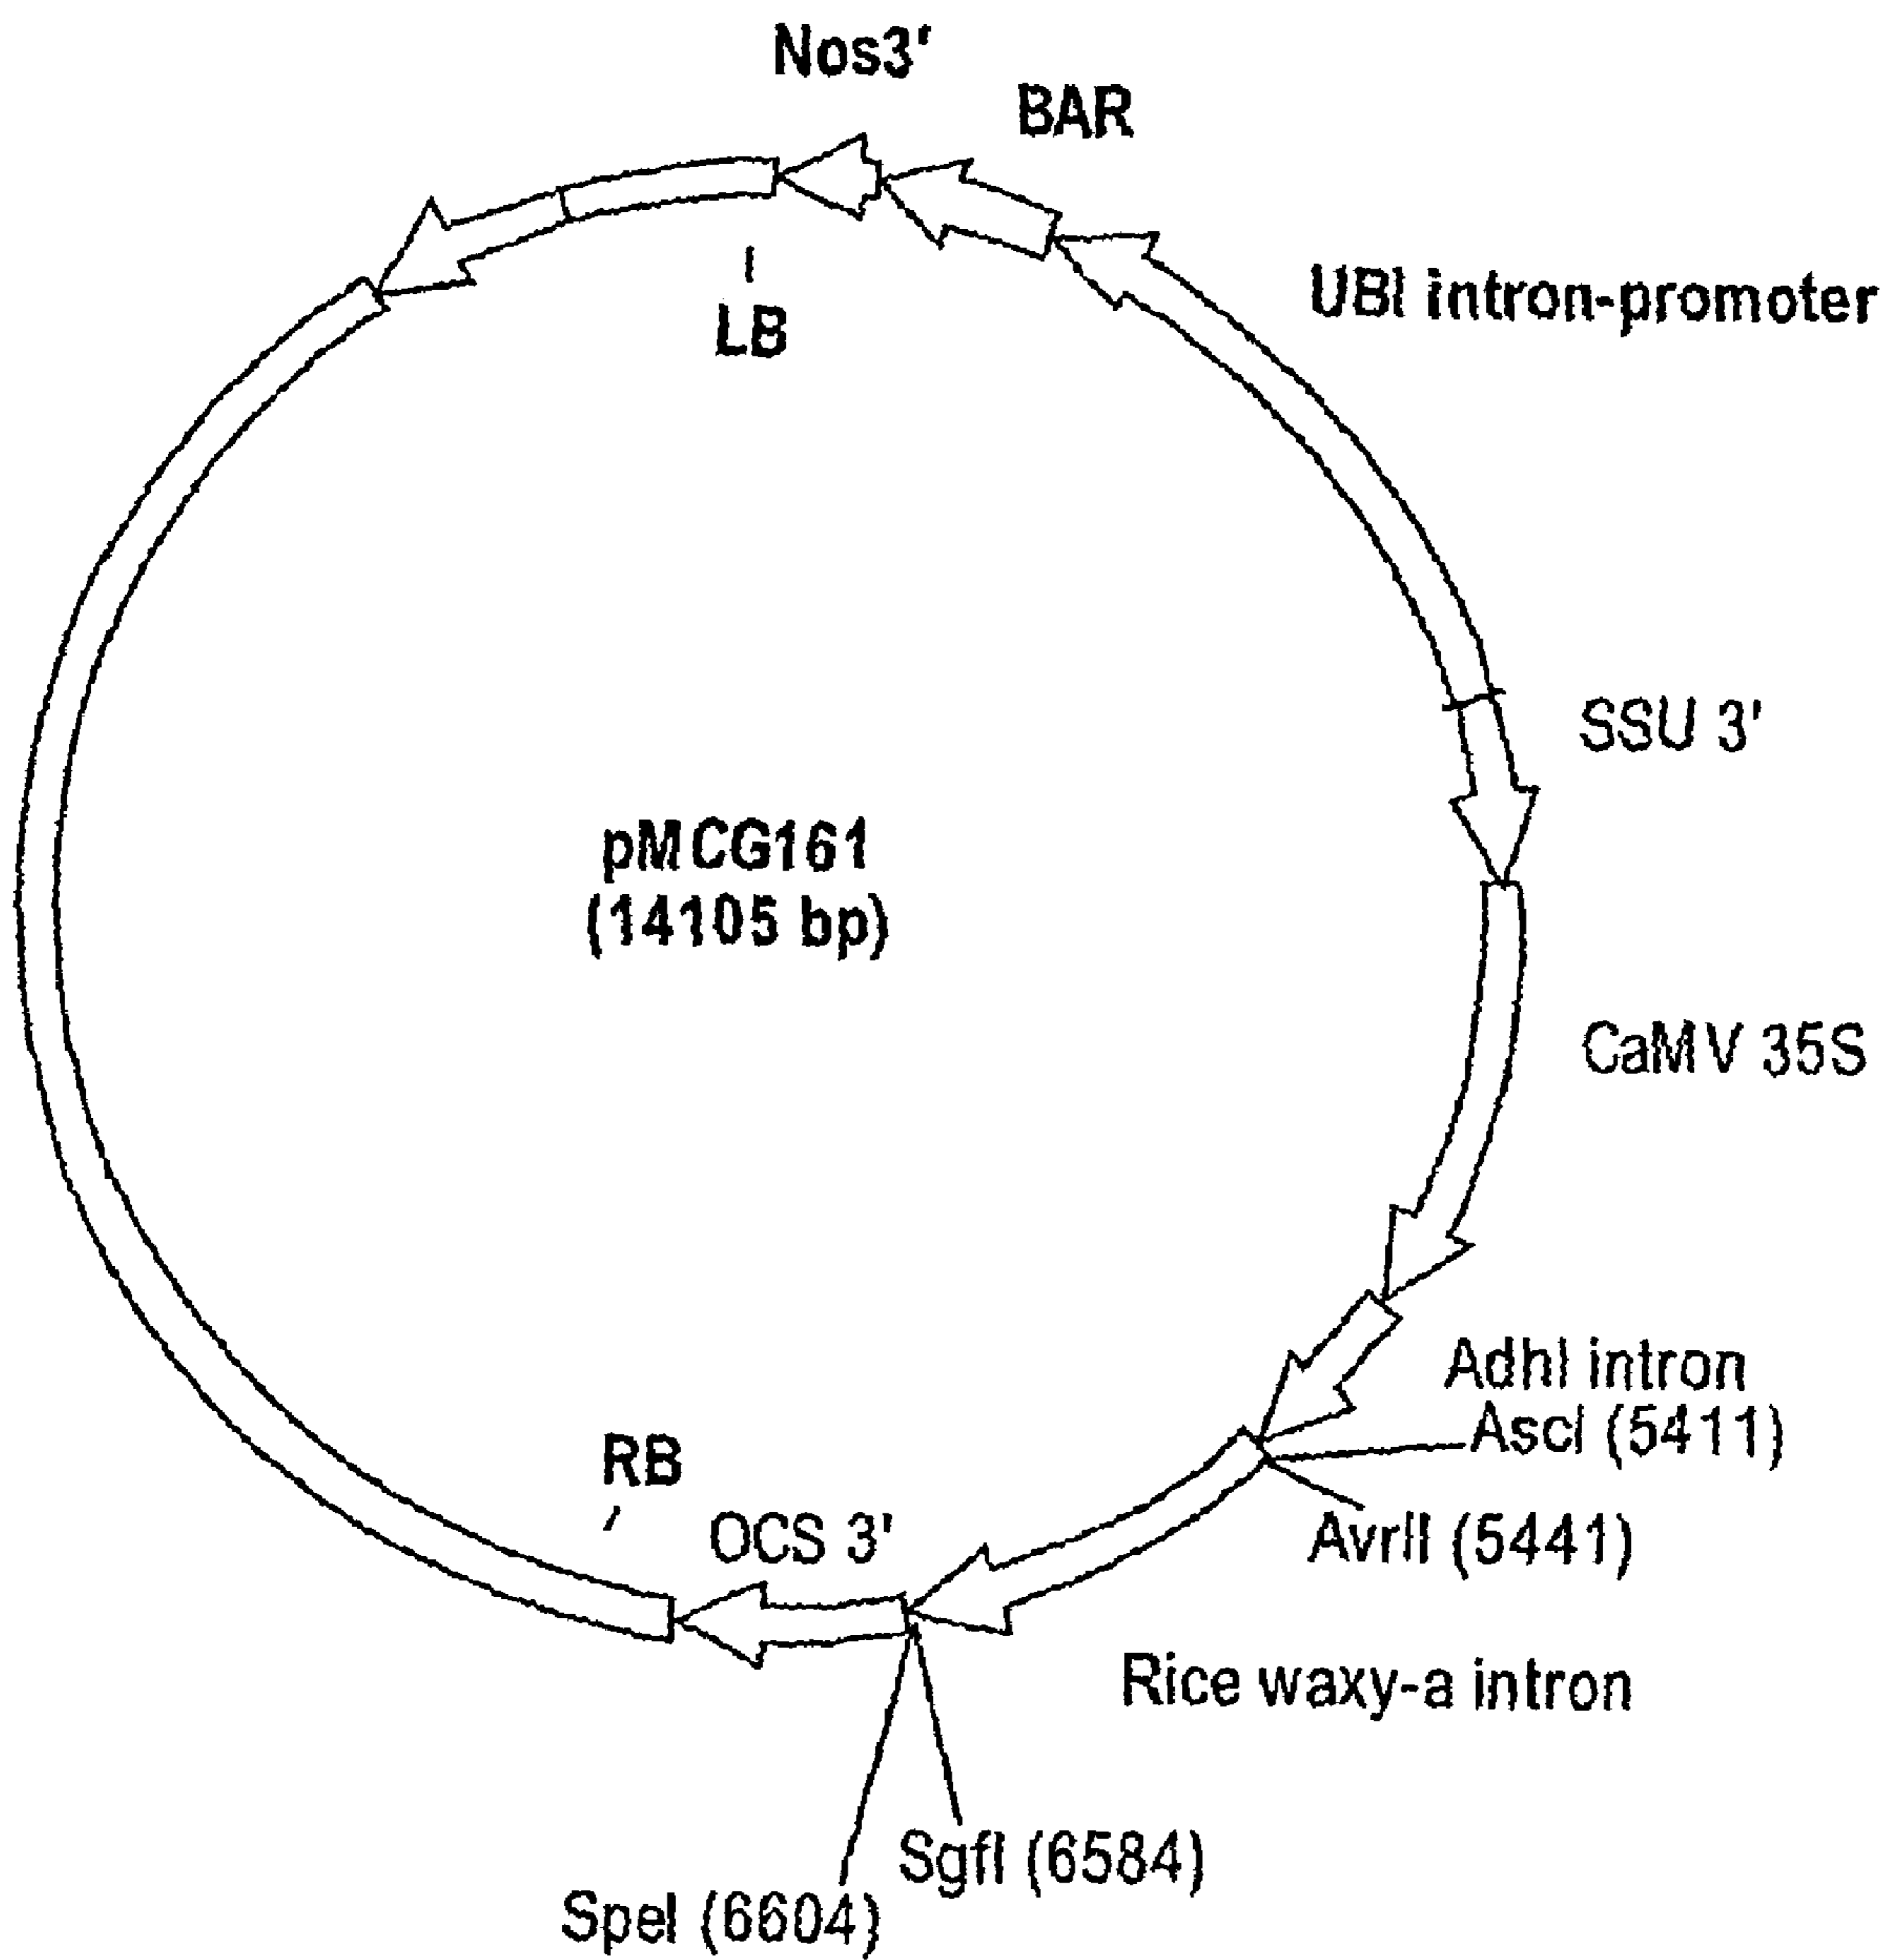 Nos3'
BAR
UBI intron-promoter
LB
SSU 3'
pMCG161
(14105 bp)
CaMV 35S
AdhI intron
AscI (5411)
RB
OCS 3'
AvrII (5441)
Rice waxy-a intron
SgfI (6584)
SpeI (6604)